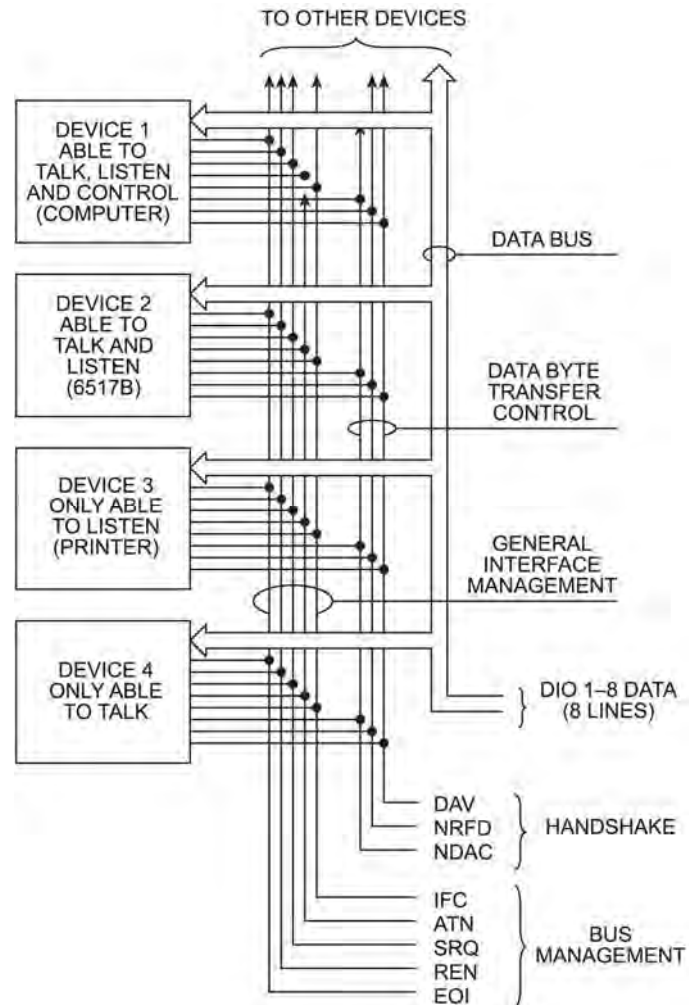 TO OTHER DEVICES
DEVICE 1
ABLE TO
TALK, LISTEN
AND CONTROL
(COMPUTER)
DATA BUS
DEVICE 2
ABLE TO
TALK AND
LISTEN
(6517B)
DATA BYTE
TRANSFER
CONTROL
DEVICE 3
ONLY ABLE
TO LISTEN
(PRINTER)
GENERAL
INTERFACE
MANAGEMENT
DEVICE 4
ONLY ABLE
TO TALK
DIO 1–8 DATA
(8 LINES)
DAV
NRFD
NDAC
HANDSHAKE
IFC
ATN
SRQ
REN
EOI
BUS
MANAGEMENT